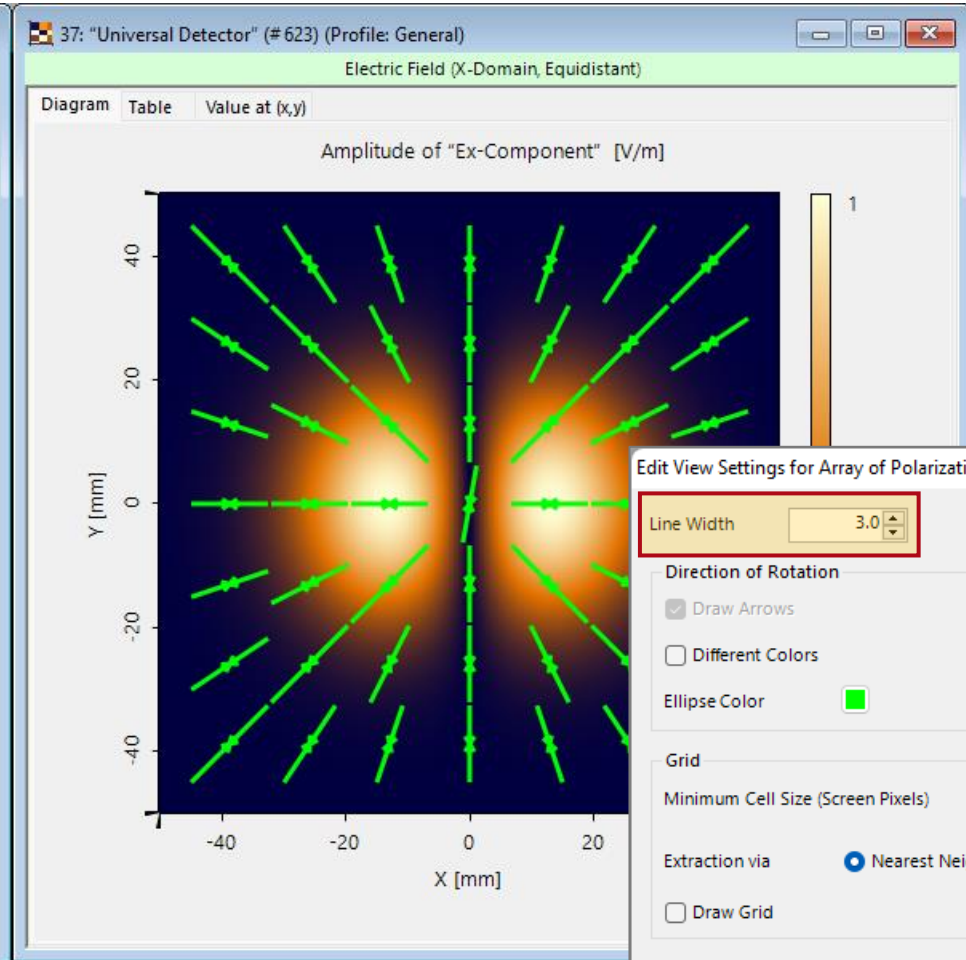 37: “Universal Detector” (# 623) (Profile: General)
Electric Field (X-Domain, Equidistant)
Diagram Table Value at (x,y)
Amplitude of “Ex-Component” [V/m]
1
40
20
0
-20
-40
Y [mm]
-40 -20 0 20
X [mm]
Edit View Settings for Array of Polarizati
Line Width 3.0
Direction of Rotation
Draw Arrows
Different Colors
Ellipse Color
Grid
Minimum Cell Size (Screen Pixels)
Extraction via Nearest Nei
Draw Grid